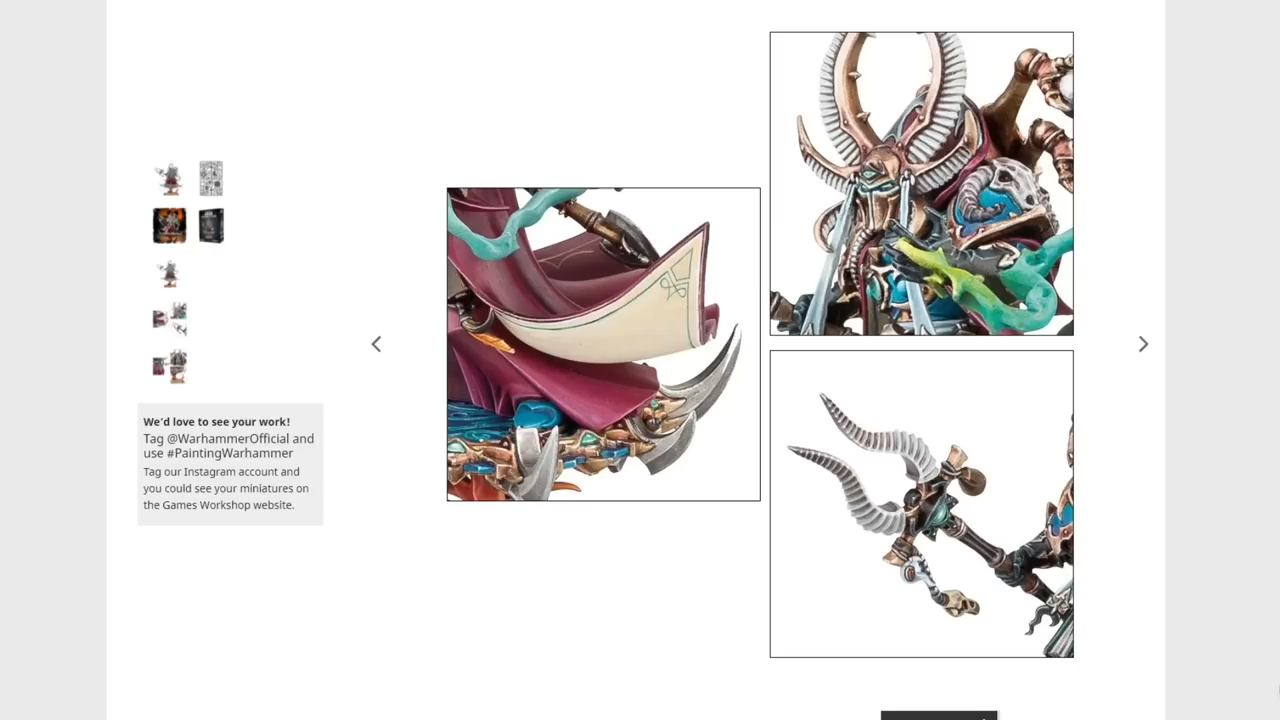 We'd love to see your work!
Tag @WarhammerOfficial and
use #PaintingWarhammer
Tag our Instagram account and
you could see your miniatures on
the Games Workshop website.